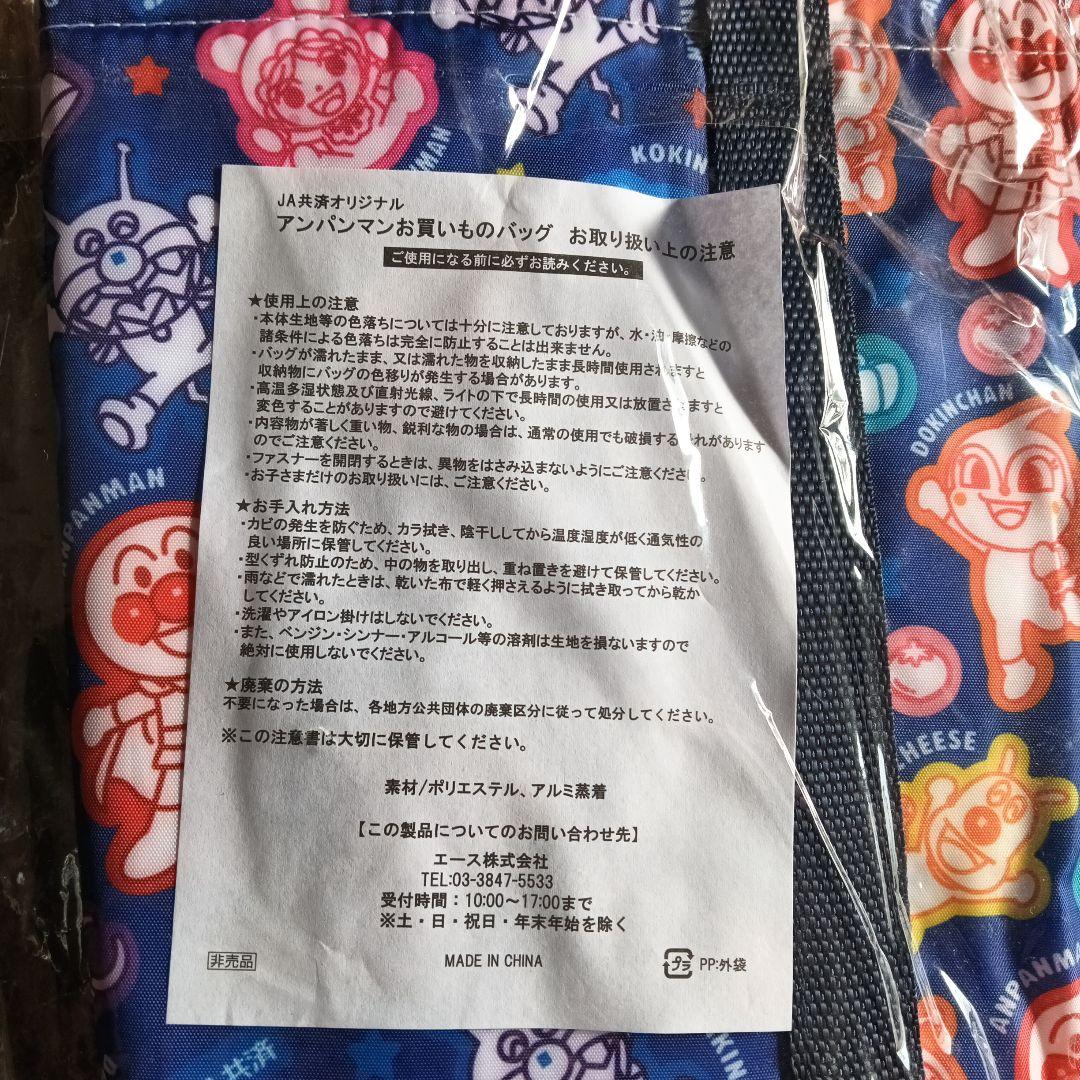 KOKIN
JA共済オリジナル
アンパンマンお買いものバッグ お取り扱い上の注意
ご使用になる前に必ずお読みください。
★使用上の注意
・本体生地等の色落ちについては十分に注意しておりますが、水・油・摩擦などの
諸条件による色落ちは完全に防止することは出来ません。
・バッグが濡れたまま、又は濡れた物を収納したまま長時間使用されますと
収納物にバッグの色移りが発生する場合があります。
・高温多湿状態及び直射光線、ライトの下で長時間の使用又は放置されますと
変色することがありますので避けてください。
・内容物が著しく重い物、鋭利な物の場合は、通常の使用でも破損する恐れがあります
のでご注意ください。
・ファスナーを開閉するときは、異物をはさみ込まないようにご注意ください。
・お子さまだけのお取り扱いには、ご注意ください。
★お手入れ方法
・カビの発生を防ぐため、カラ拭き、陰干ししてから温度湿度が低く通気性の
良い場所に保管してください。
・型くずれ防止のため、中の物を取り出し、重ね置きを避けて保管してください。
・雨などで濡れたときは、乾いた布で軽く押さえるように拭き取ってから乾か
してください。
・洗濯やアイロン掛けはしないでください。
・また、ベンジン・シンナー・アルコール等の溶剤は生地を損ないますので
絶対に使用しないでください。
★廃棄の方法
不要になった場合は、各地方公共団体の廃棄区分に従って処分してください。
※この注意書は大切に保管してください。
素材/ポリエステル、アルミ蒸着
【この製品についてのお問い合わせ先】
エース株式会社
TEL:03-3847-5533
受付時間：10:00～17:00まで
※土・日・祝日・年末年始を除く
非売品
MADE IN CHINA
プラ PP:外袋
ANPANMAN
DOKINCHAN
CHEESE
ANPANMAN
KOKIN
共済